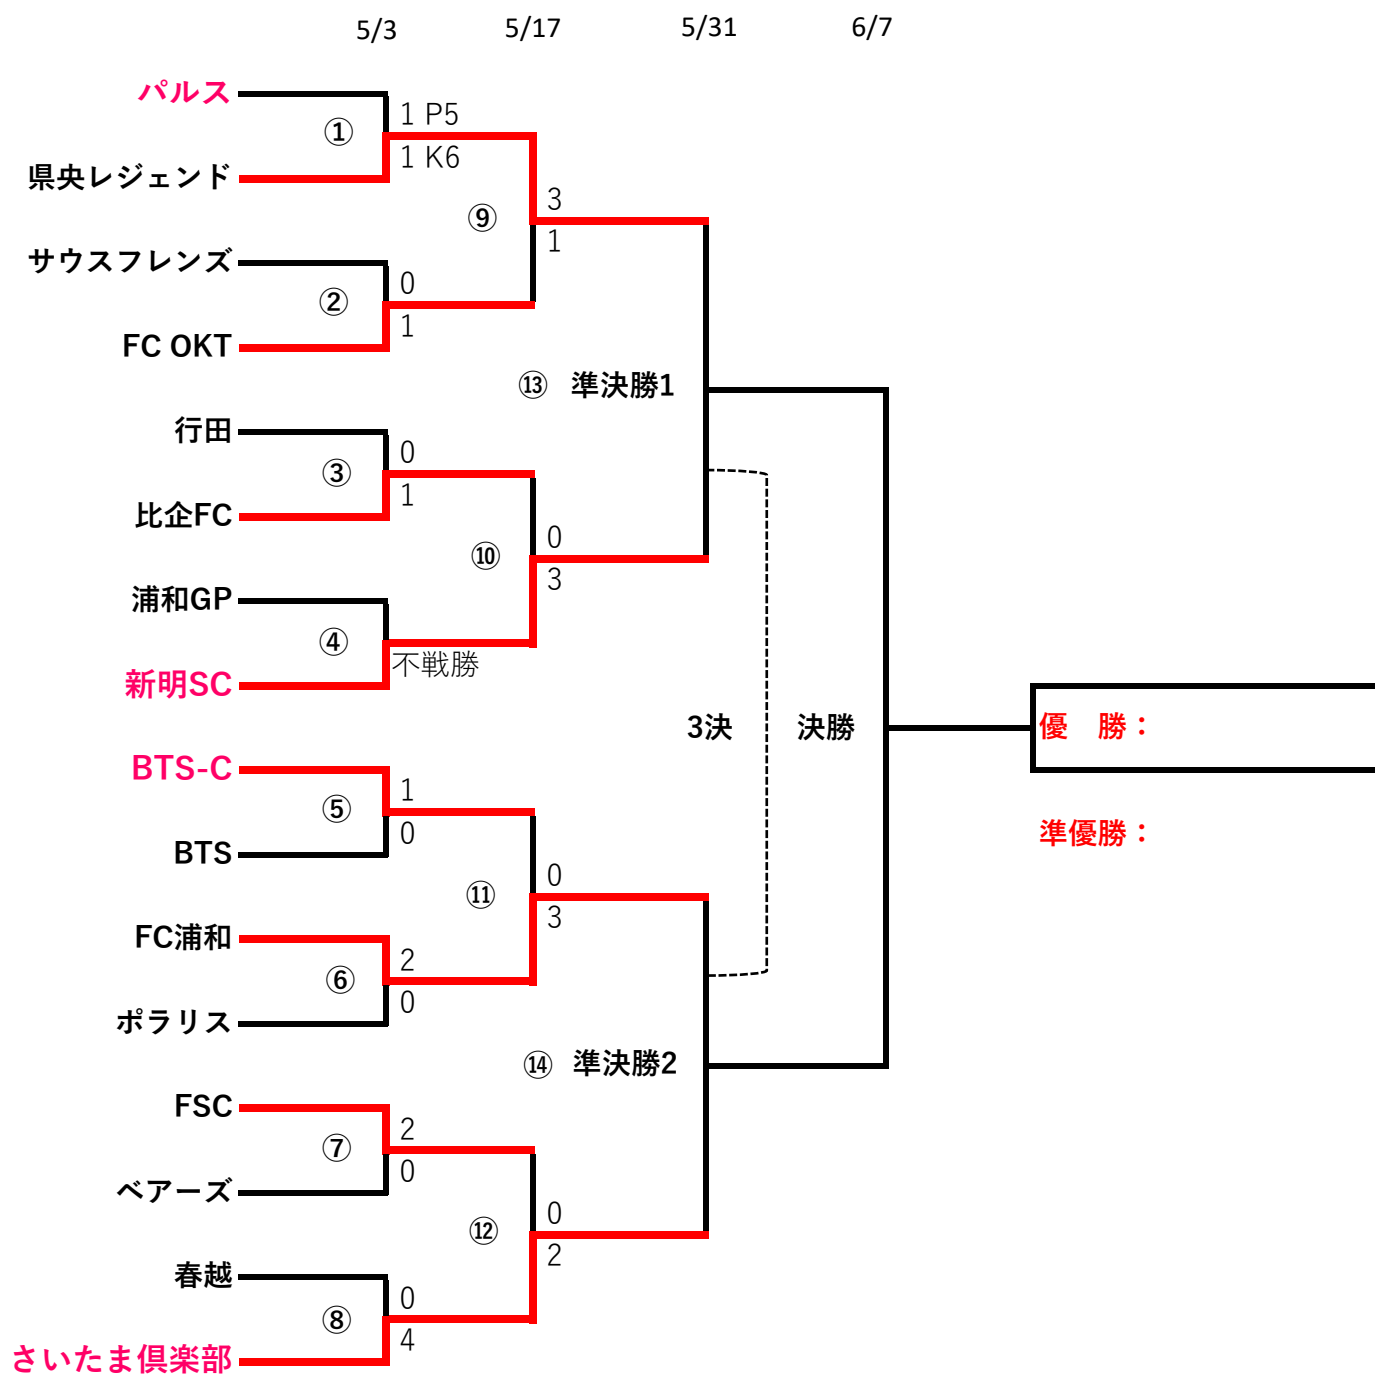 5/3 5/17 5/31 6/7
パルス
1 P5
①
1 K6
県央レジェンド
3
⑨
1
サウスフレンズ
0
②
1
FC OKT
⑬ 準決勝1
行田
0
③
1
比企FC
0
⑩
3
浦和GP
④
不戦勝
新明SC
3決 決勝
優　勝：
BTS-C
1
⑤
0
準優勝：
BTS
0
⑪
3
FC浦和
2
⑥
0
ポラリス
⑭ 準決勝2
FSC
2
⑦
0
ベアーズ
0
⑫
2
春越
0
⑧
4
さいたま倶楽部